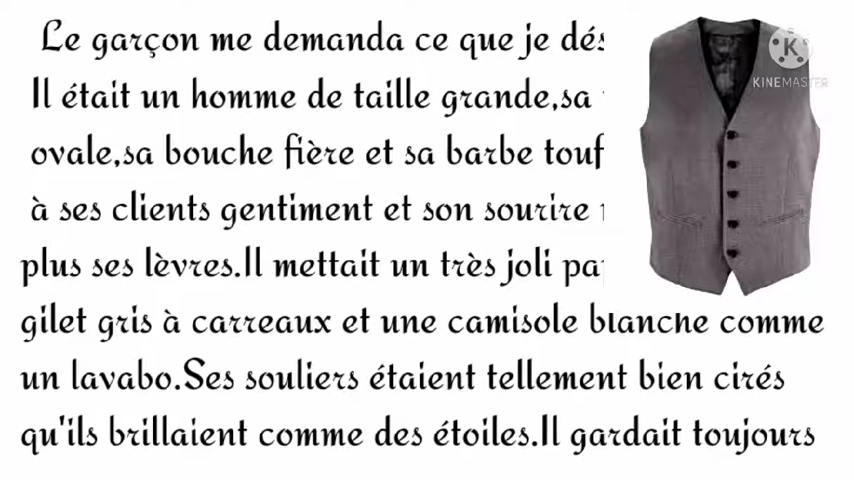 Le garçon me demanda ce que je
Il était un homme de taille grande,sa
ovale,sa bouche fière et sa barbe
à ses clients gentiment et son sourire
plus ses lèvres.Il mettait un très joli
gilet gris à carreaux et une camisole blanche comme
un lavabo.Ses souliers étaient tellement bien cirés
qu'ils brillaient comme des étoiles.Il gardait toujours
K
KINEMASTER